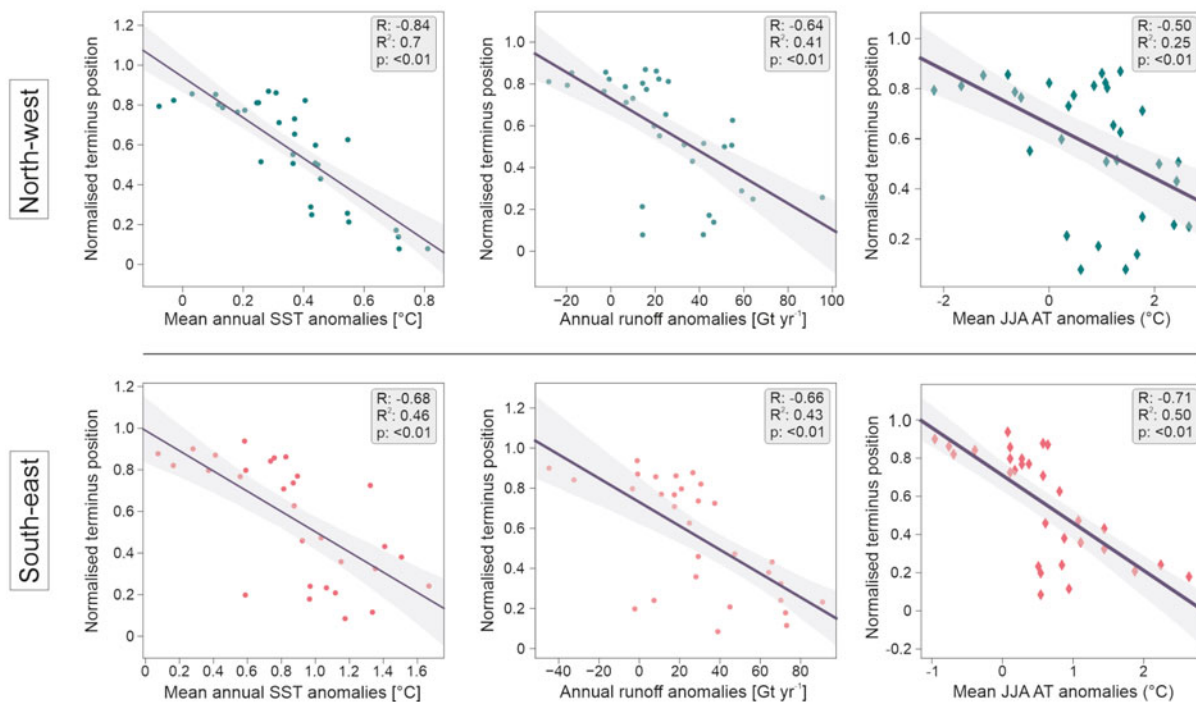 North-west
Normalised terminus position
1.2
1.0
0.8
0.6
0.4
0.2
0
R: -0.84
R²: 0.7
p: <0.01
0
0.2
0.4
0.6
0.8
Mean annual SST anomalies [°C]
Normalised terminus position
1.0
0.8
0.6
0.4
0.2
0
R: -0.64
R²: 0.41
p: <0.01
−20
0
20
40
60
80
100
Annual runoff anomalies [Gt yr⁻¹]
Normalised terminus position
1.0
0.8
0.6
0.4
0.2
R: -0.50
R²: 0.25
p: <0.01
-2
0
2
Mean JJA AT anomalies (°C)
South-east
Normalised terminus position
1.2
1.0
0.8
0.6
0.4
0.2
0
R: -0.68
R²: 0.46
p: <0.01
0
0.2
0.4
0.6
0.8
1.0
1.2
1.4
1.6
Mean annual SST anomalies [°C]
Normalised terminus position
1.2
1.0
0.8
0.6
0.4
0.2
0
R: -0.66
R²: 0.43
p: <0.01
−40
−20
0
20
40
60
80
Annual runoff anomalies [Gt yr⁻¹]
Normalised terminus position
1.0
0.8
0.6
0.4
0.2
0
-0.2
R: -0.71
R²: 0.50
p: <0.01
-1
0
1
2
Mean JJA AT anomalies (°C)